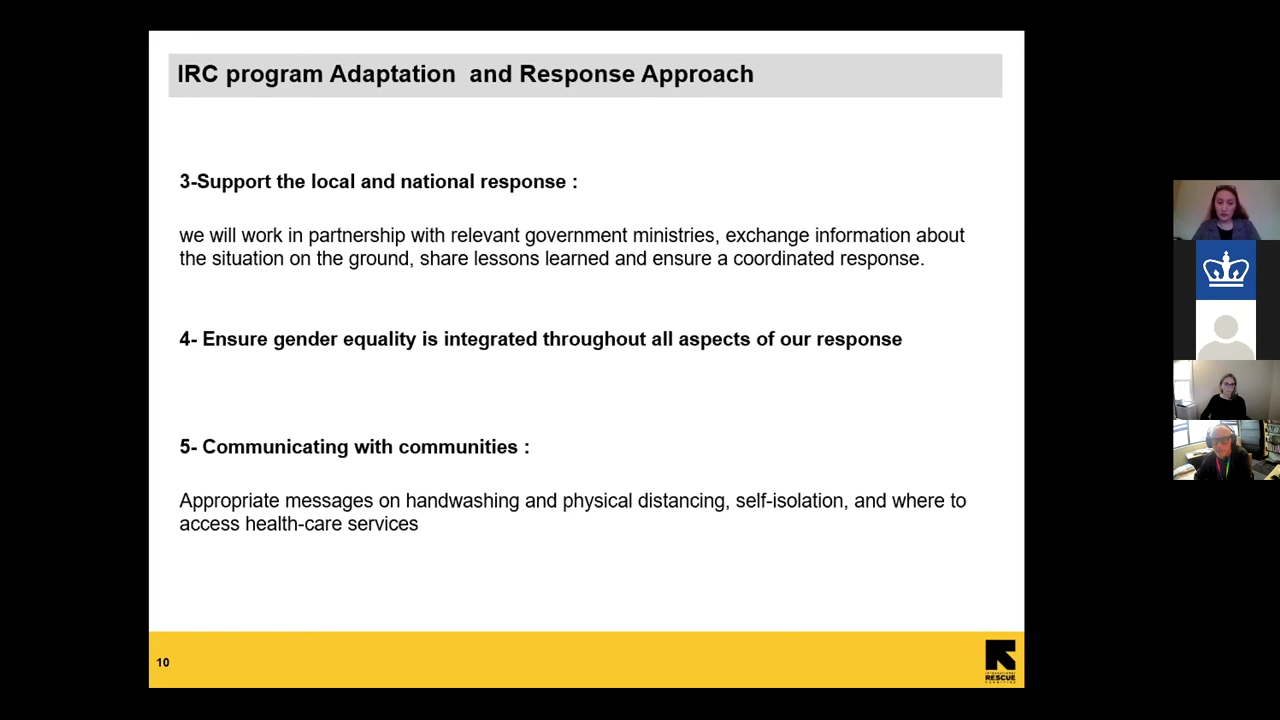 IRC program Adaptation  and Response Approach
3-Support the local and national response :
we will work in partnership with relevant government ministries, exchange information about
the situation on the ground, share lessons learned and ensure a coordinated response.
4- Ensure gender equality is integrated throughout all aspects of our response
5- Communicating with communities :
Appropriate messages on handwashing and physical distancing, self-isolation, and where to
access health-care services
10
RESCUE